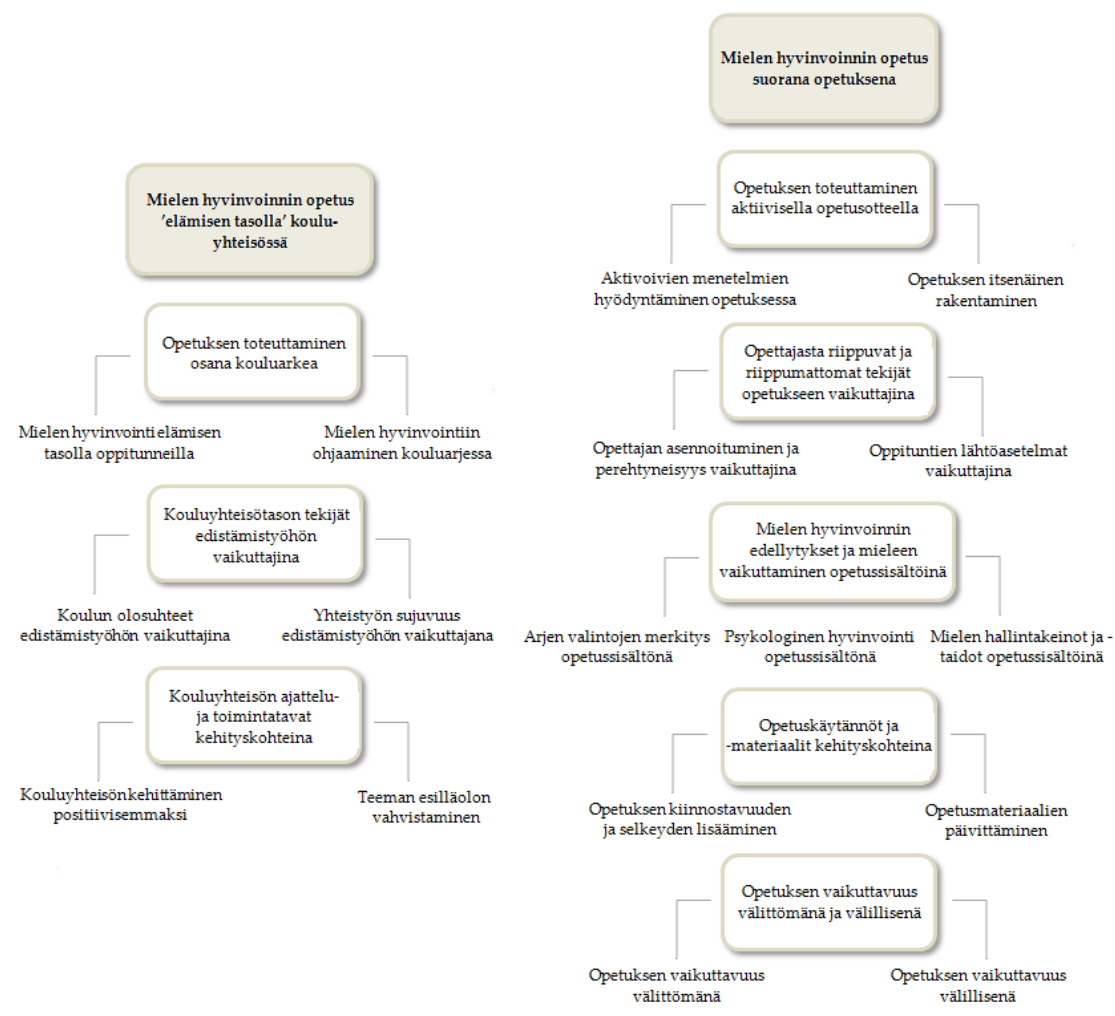 Mielen hyvinvoinnin opetus
'elämisen tasolla' koulu-
yhteisössä
Opetuksen toteuttaminen
osana kouluarkea
Mielen hyvinvointi elämisen
tasolla oppitunneilla
Mielen hyvinvointiin
ohjaaminen kouluarjessa
Kouluyhteisötason tekijät
edistämistyöhön
vaikuttajina
Koulun olosuhteet
edistämistyöhön vaikuttajina
Yhteistyön sujuvuus
edistämistyöhön vaikuttajana
Kouluyhteisön ajattelu-
ja toimintatavat
kehityskohteina
Kouluyhteisön kehittäminen
positiivisemmaksi
Teeman esilläolon
vahvistaminen
Mielen hyvinvoinnin opetus
suorana opetuksena
Opetuksen toteuttaminen
aktiivisella opetusotteella
Aktivoivien menetelmien
hyödyntäminen opetuksessa
Opetuksen itsenäinen
rakentaminen
Opettajasta riippuvat ja
riippumattomat tekijät
opetukseen vaikuttajina
Opettajan asennoituminen ja
perehtyneisyys vaikuttajina
Oppituntien lähtöasetelmat
vaikuttajina
Mielen hyvinvoinnin
edellytykset ja mieleen
vaikuttaminen opetussisältöinä
Arjen valintojen merkitys
opetussisältönä
Psykologinen hyvinvointi
opetussisältönä
Mielen hallintakeinot ja -
taidot opetussisältöinä
Opetuskäytännöt ja
-materiaalit kehityskohteina
Opetuksen kiinnostavuuden
ja selkeyden lisääminen
Opetusmateriaalien
päivittäminen
Opetuksen vaikuttavuus
välittömänä ja välillisenä
Opetuksen vaikuttavuus
välittömänä
Opetuksen vaikuttavuus
välillisenä